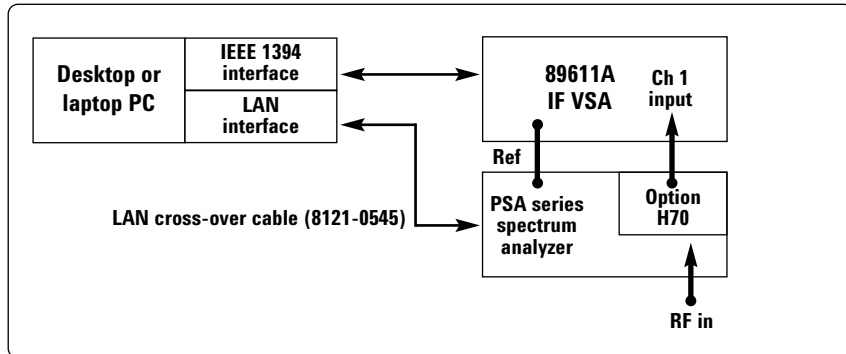 Desktop or
laptop PC
IEEE 1394
interface
LAN
interface
89611A
IF VSA
Ch 1
input
Ref
PSA series
spectrum
analyzer
Option
H70
LAN cross-over cable (8121-0545)
RF in